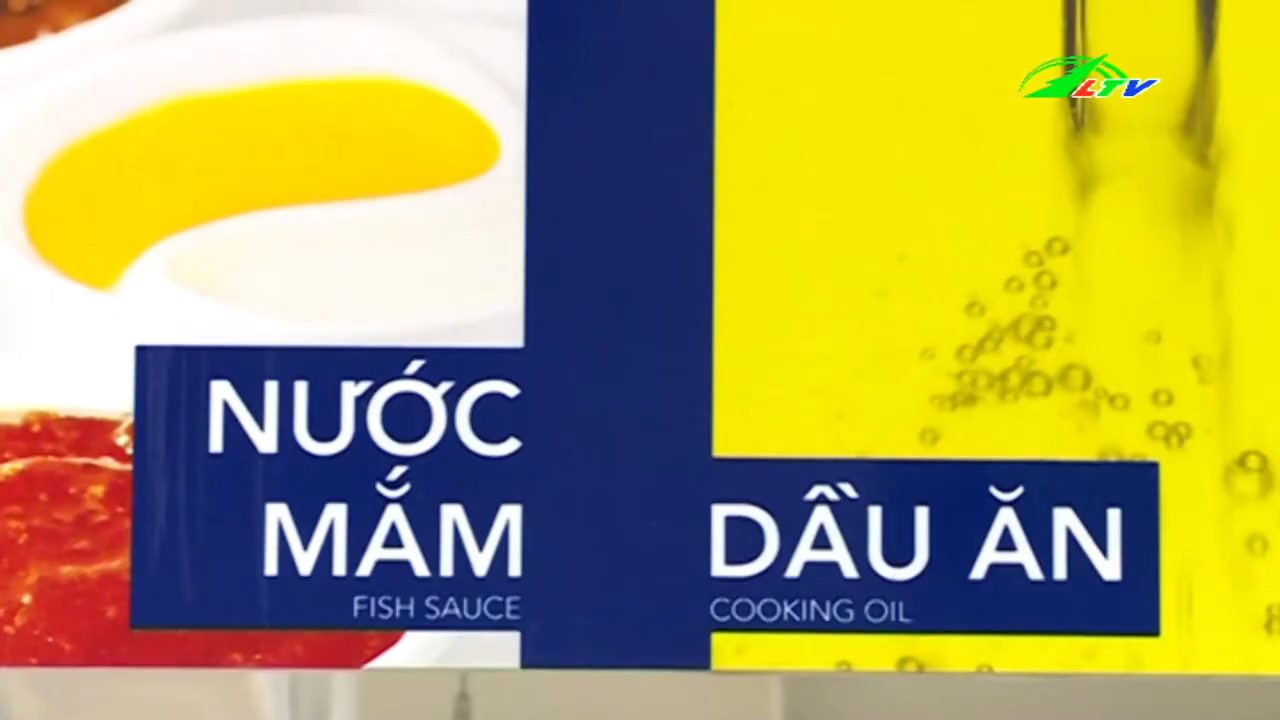 LTV
NƯỚC
MẮM
FISH SAUCE
DẦU ĂN
COOKING OIL